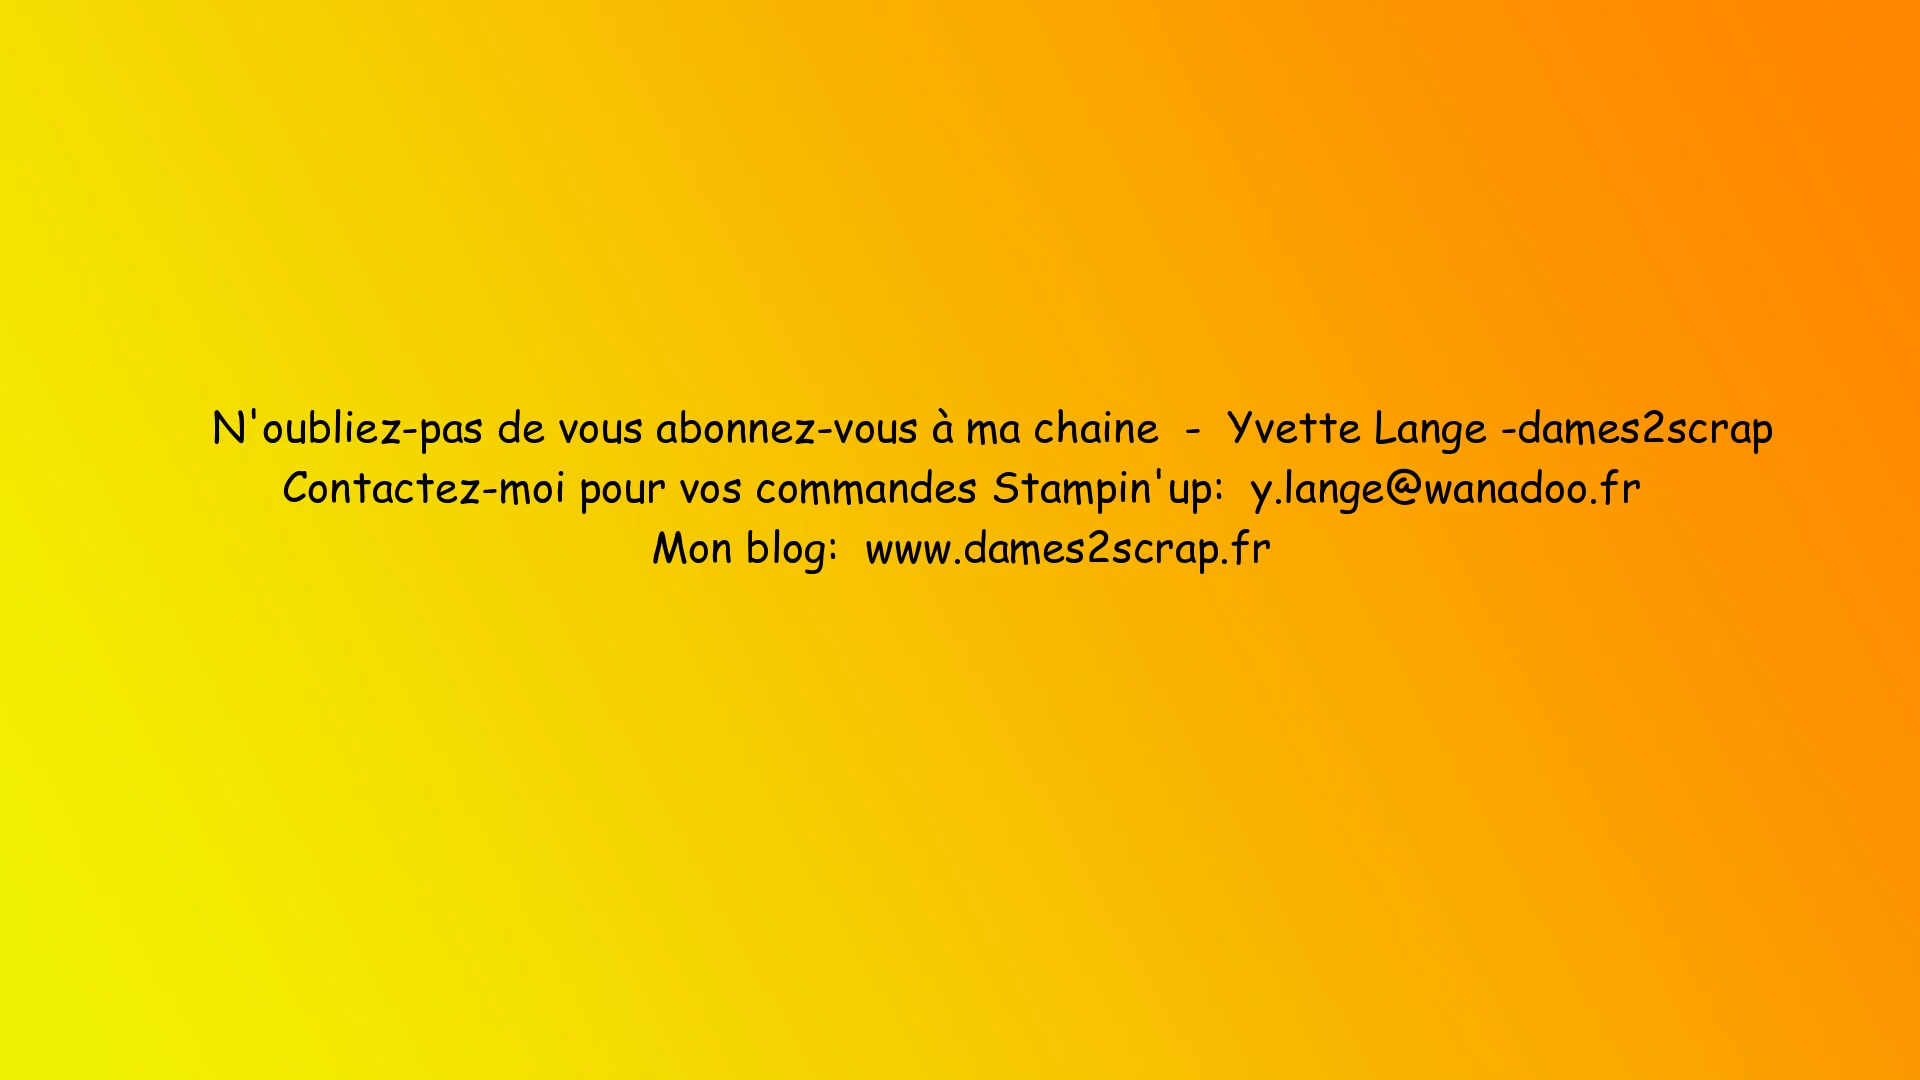 N'oubliez-pas de vous abonnez-vous à ma chaine  -  Yvette Lange -dames2scrap
Contactez-moi pour vos commandes Stampin'up:  y.lange@wanadoo.fr
Mon blog:  www.dames2scrap.fr